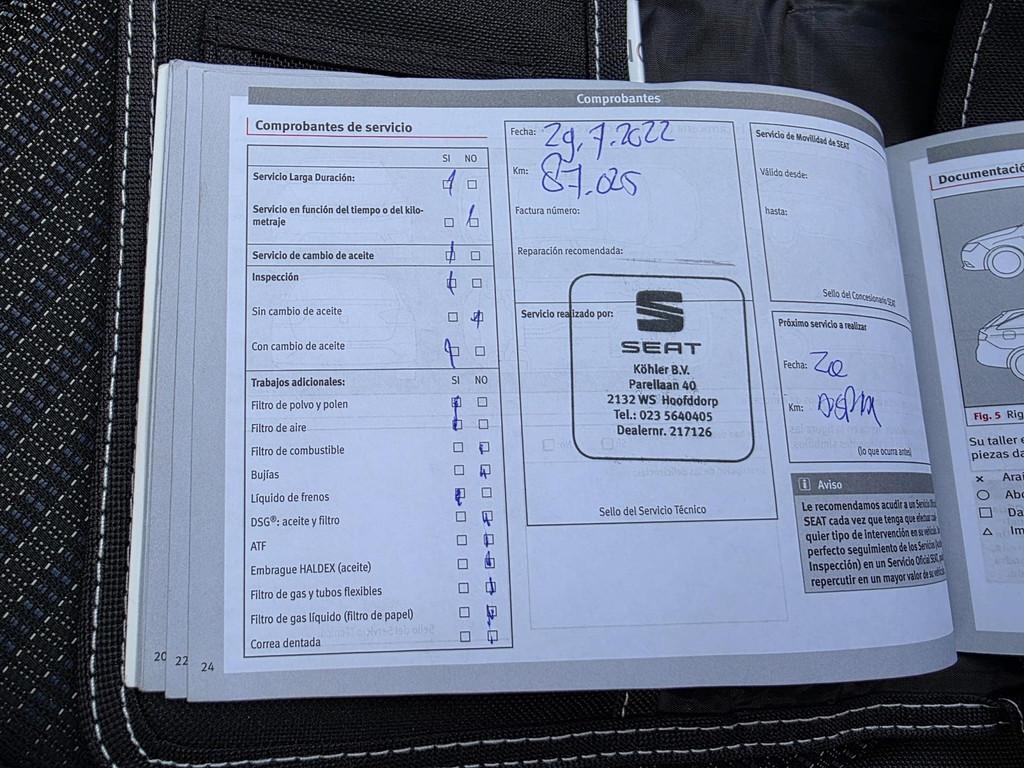 Comprobantes
Comprobantes de servicio
SI NO
Servicio Larga Duración:
Servicio en función del tiempo o del kilo-
metraje
Servicio de cambio de aceite
Inspección
Sin cambio de aceite
Con cambio de aceite
Trabajos adicionales:
SI NO
Filtro de polvo y polen
Filtro de aire
Filtro de combustible
Bujías
Líquido de frenos
DSG®: aceite y filtro
ATF
Embrague HALDEX (aceite)
Filtro de gas y tubos flexibles
Filtro de gas líquido (filtro de papel)
Correa dentada
Fecha: 29.7.2022
Km: 87.025
Factura número:
Reparación recomendada:
Servicio realizado por:
SEAT
Köhler B.V.
Parellaan 40
2132 WS Hoofddorp
Tel.: 023 5640405
Dealernr. 217126
Sello del Servicio Técnico
Servicio de Movilidad de SEAT
Válido desde:
hasta:
Sello del Concesionario SEAT
Próximo servicio a realizar
Fecha:
Km:
(lo que ocurra antes)
Aviso
Le recomendamos acudir a un Servicio
SEAT cada vez que tenga que efectuar
quier tipo de intervención en su vehículo.
perfecto seguimiento de los Servicios
Inspección) en un Servicio Oficial SEAT,
repercutir en un mayor valor de su
20 22 24
Fig. 5
Su taller
piezas